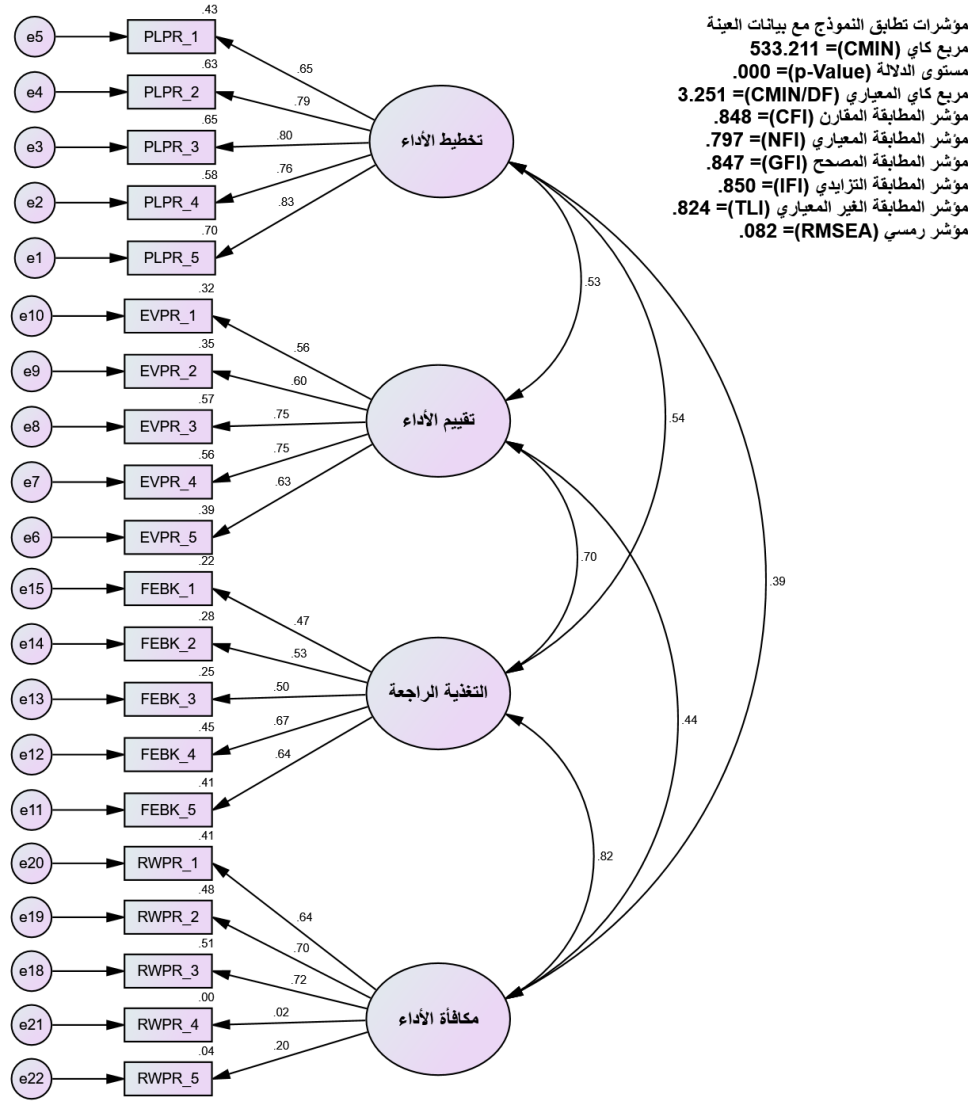 مؤشرات تطابق النموذج مع بيانات العينة
مربع كاي (CMIN)= 533.211
مستوى الدلالة (p-Value)= .000
مربع كاي المعياري (CMIN/DF)= 3.251
مؤشر المطابقة المقارن (CFI)= .848
مؤشر المطابقة المعياري (NFI)= .797
مؤشر المطابقة المصحح (GFI)= .847
مؤشر المطابقة التزايدي (IFI)= .850
مؤشر المطابقة الغير المعياري (TLI)= .824
مؤشر رمسي (RMSEA)= .082
.43
e5 PLPR_1
.65
.63
e4 PLPR_2
.79
.65
e3 PLPR_3
.80
.58
e2 PLPR_4
.76
.70
e1 PLPR_5
.83
تخطيط الأداء
.32
e10 EVPR_1
.56
.35
e9 EVPR_2
.60
.57
e8 EVPR_3
.75
.56
e7 EVPR_4
.75
.39
e6 EVPR_5
.63
تقييم الأداء
.22
e15 FEBK_1
.47
.28
e14 FEBK_2
.53
.25
e13 FEBK_3
.50
.45
e12 FEBK_4
.67
.41
e11 FEBK_5
.64
التغذية الراجعة
.41
e20 RWPR_1
.64
.48
e19 RWPR_2
.70
.51
e18 RWPR_3
.72
.00
e21 RWPR_4
.02
.04
e22 RWPR_5
.20
مكافأة الأداء
.53
.54
.70
.39
.44
.82